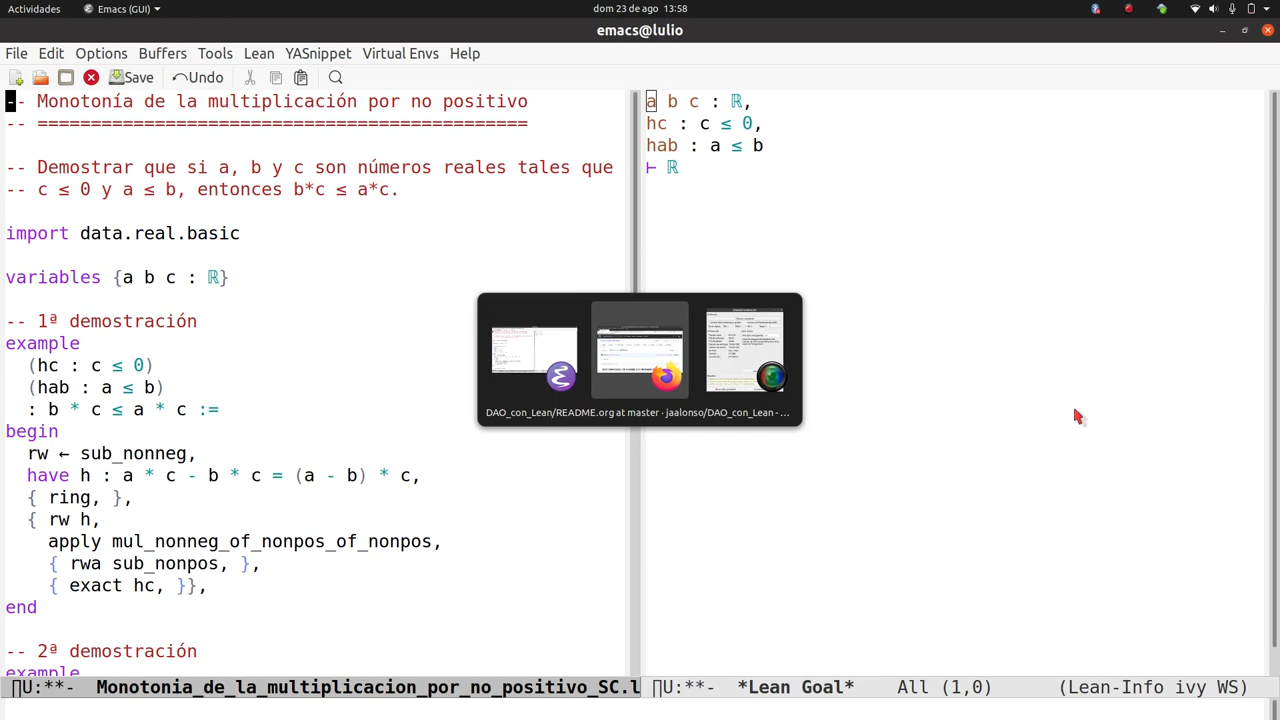 Actividades
Emacs (GUI)
dom 23 de ago 13:58
emacs@lulio
File Edit Options Buffers Tools Lean YASnippet Virtual Envs Help
Save Undo
-- Monotonía de la multiplicación por no positivo
-- ==============================================
-- Demostrar que si a, b y c son números reales tales que
-- c ≤ 0 y a ≤ b, entonces b*c ≤ a*c.
import data.real.basic
variables {a b c : ℝ}
-- 1ª demostración
example
(hc : c ≤ 0)
(hab : a ≤ b)
: b * c ≤ a * c :=
begin
rw ← sub_nonneg,
have h : a * c - b * c = (a - b) * c,
{ ring, },
{ rw h,
apply mul_nonneg_of_nonpos_of_nonpos,
{ rwa sub_nonpos, },
{ exact hc, }},
end
-- 2ª demostración
example
∏U:**- Monotonia_de_la_multiplicacion_por_no_positivo_SC.l
a b c : ℝ,
hc : c ≤ 0,
hab : a ≤ b
⊢ ℝ
DAO_con_Lean/README.org at master · jaalonso/DAO_con_Lean - ...
∏U:**- *Lean Goal* All (1,0) (Lean-Info ivy WS)